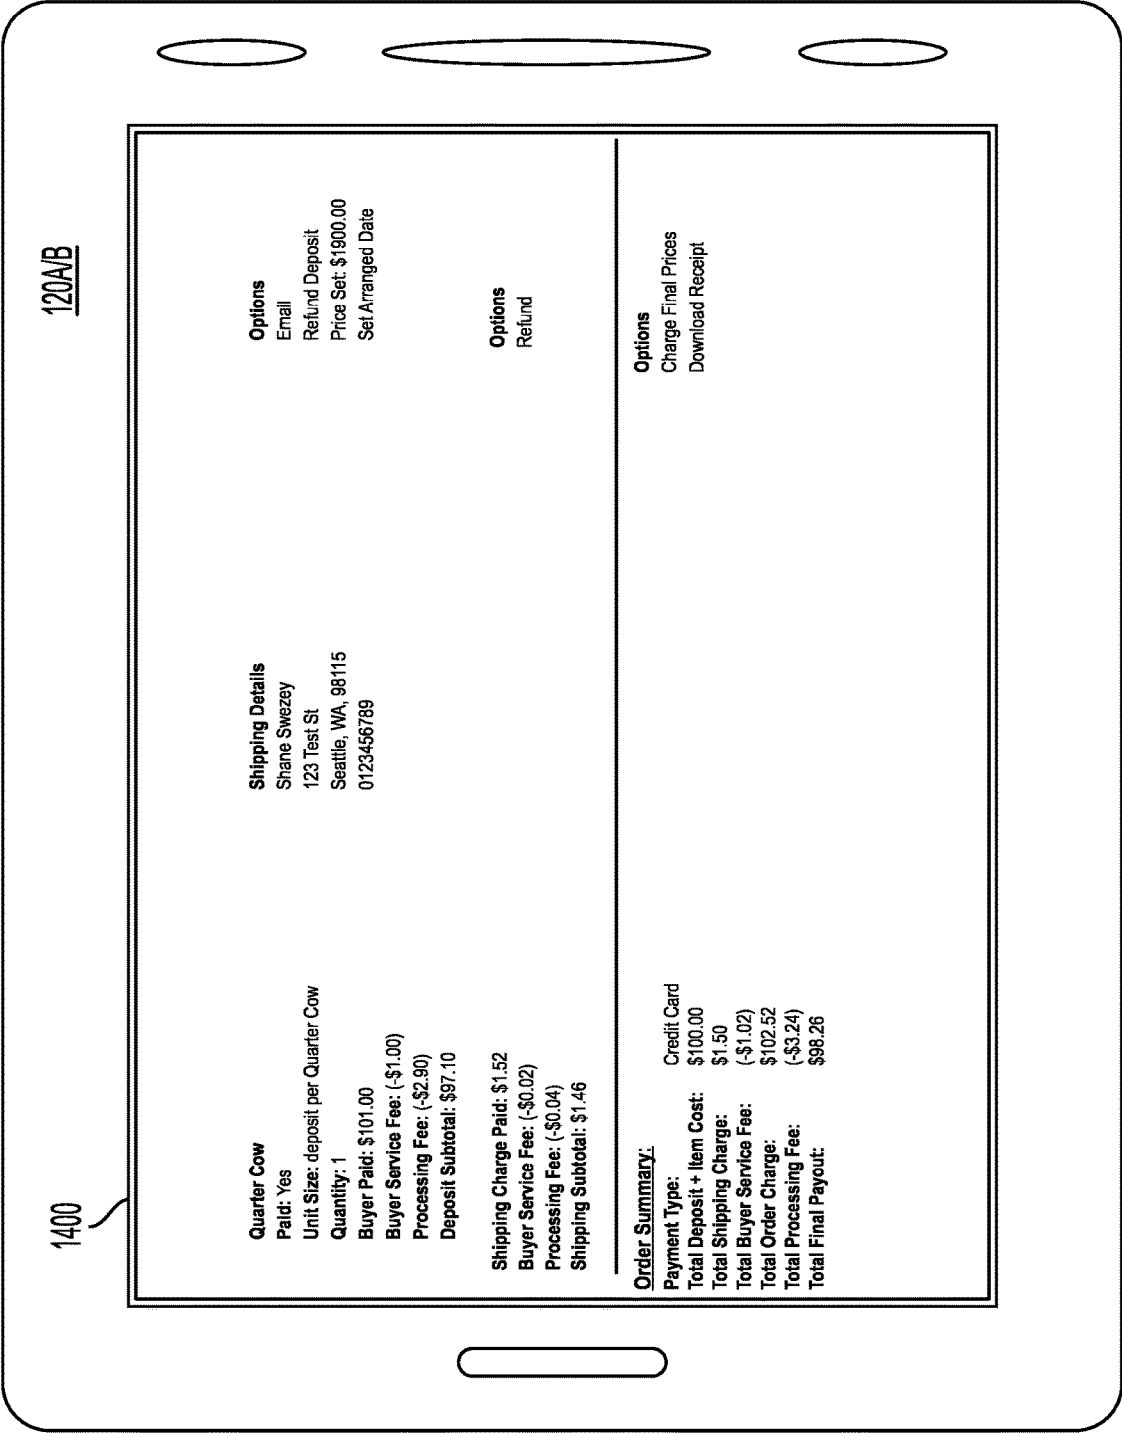 120A/B
1400
Quarter Cow
Paid: Yes
Unit Size: deposit per Quarter Cow
Quantity: 1
Buyer Paid: $101.00
Buyer Service Fee: (-$1.00)
Processing Fee: (-$2.90)
Deposit Subtotal: $97.10
Shipping Details
Shane Swezey
123 Test St
Seattle, WA, 98115
0123456789
Options
Email
Refund Deposit
Price Set: $1900.00
Set Arranged Date
Shipping Charge Paid: $1.52
Buyer Service Fee: (-$0.02)
Processing Fee: (-$0.04)
Shipping Subtotal: $1.46
Options
Refund
Order Summary:
Payment Type: Credit Card
Total Deposit + Item Cost: $100.00
Total Shipping Charge: $1.50
Total Buyer Service Fee: (-$1.02)
Total Order Charge: $102.52
Total Processing Fee: (-$3.24)
Total Final Payout: $98.26
Options
Charge Final Prices
Download Receipt